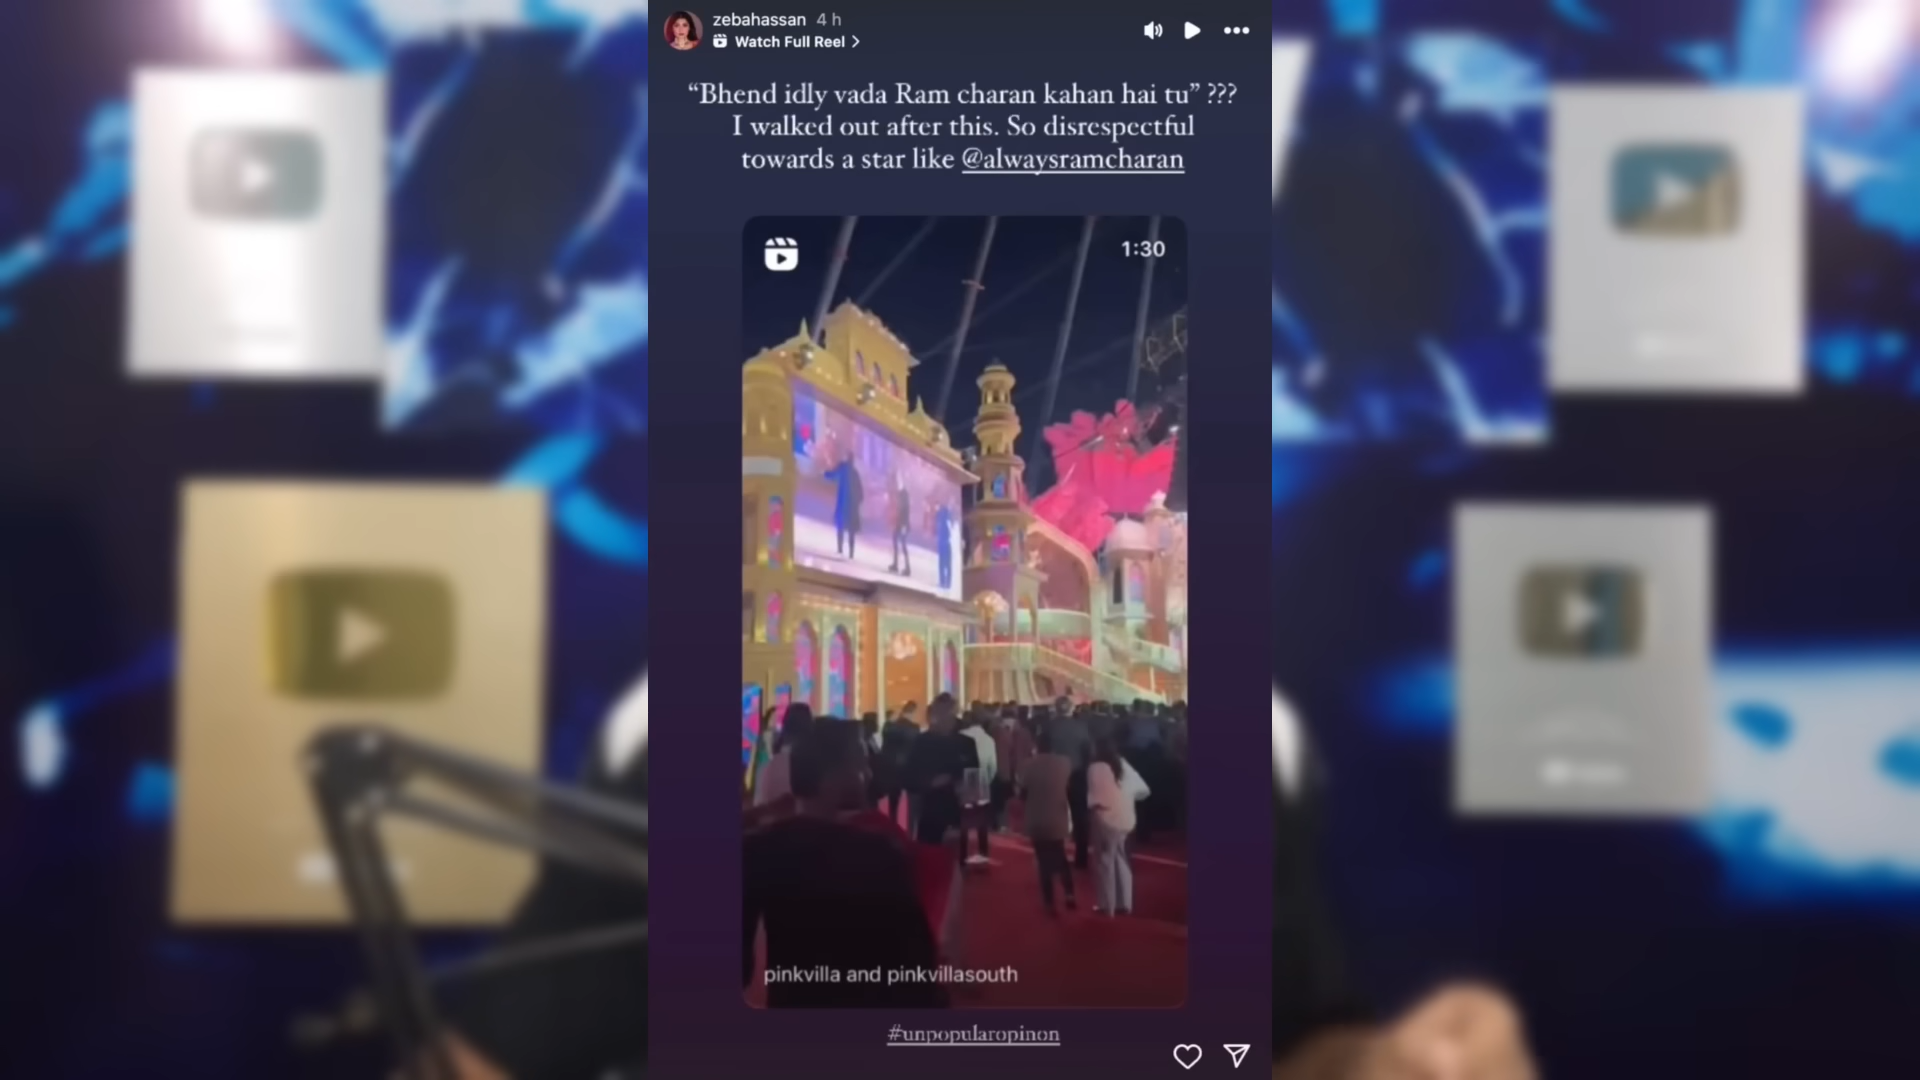 zebahassan 4 h
Watch Full Reel >
“Bhend idly vada Ram charan kahan hai tu” ???
I walked out after this. So disrespectful
towards a star like @alwaysramcharan
1:30
pinkvilla and pinkvillasouth
#unpopularopinon